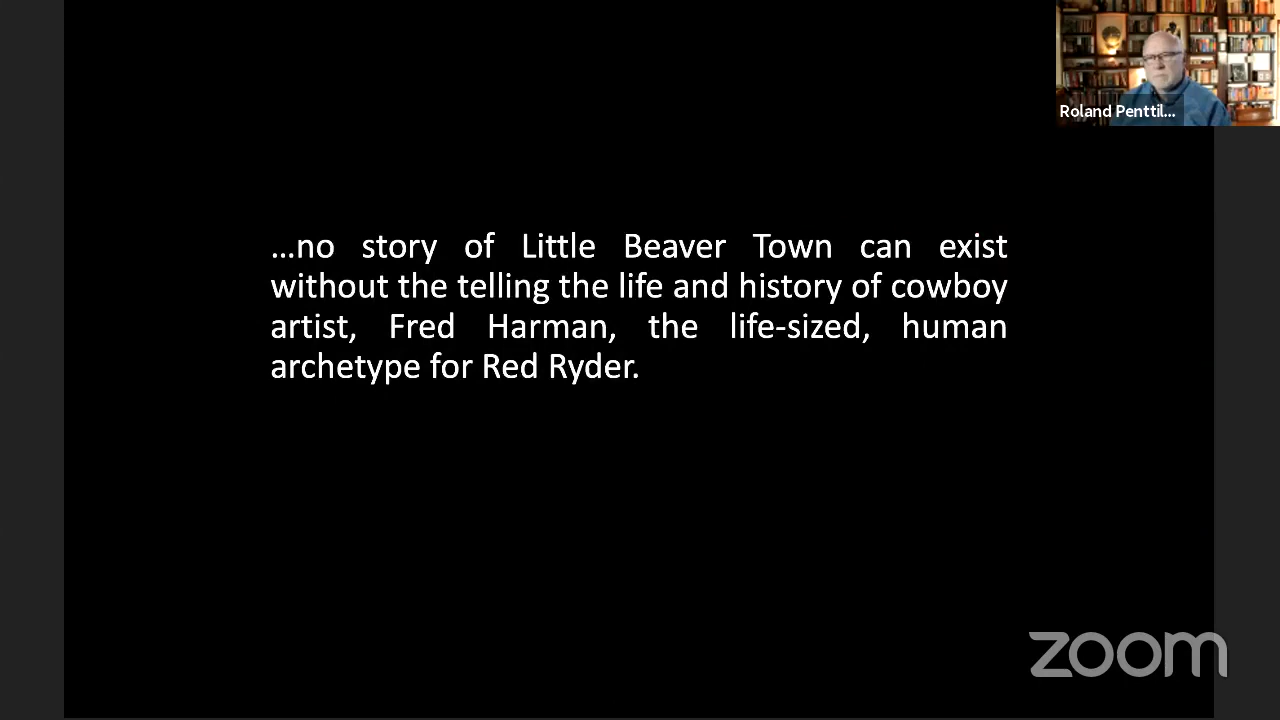 Roland Penttil...
...no story of Little Beaver Town can exist
without the telling the life and history of cowboy
artist, Fred Harman, the life-sized, human
archetype for Red Ryder.
zoom